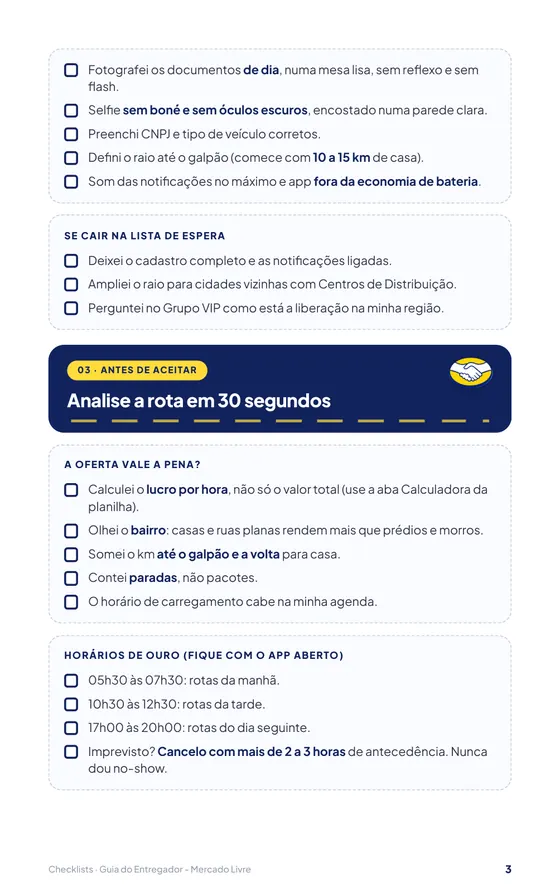 Fotografei os documentos de dia, numa mesa lisa, sem reflexo e sem
flash.
Selfie sem boné e sem óculos escuros, encostado numa parede clara.
Preenchi CNPJ e tipo de veículo corretos.
Defini o raio até o galpão (comece com 10 a 15 km de casa).
Som das notificações no máximo e app fora da economia de bateria.
SE CAIR NA LISTA DE ESPERA
Deixei o cadastro completo e as notificações ligadas.
Ampliei o raio para cidades vizinhas com Centros de Distribuição.
Perguntei no Grupo VIP como está a liberação na minha região.
03 · ANTES DE ACEITAR
Analise a rota em 30 segundos
A OFERTA VALE A PENA?
Calculei o lucro por hora, não só o valor total (use a aba Calculadora da
planilha).
Olhei o bairro: casas e ruas planas rendem mais que prédios e morros.
Somei o km até o galpão e a volta para casa.
Contei paradas, não pacotes.
O horário de carregamento cabe na minha agenda.
HORÁRIOS DE OURO (FIQUE COM O APP ABERTO)
05h30 às 07h30: rotas da manhã.
10h30 às 12h30: rotas da tarde.
17h00 às 20h00: rotas do dia seguinte.
Imprevisto? Cancelo com mais de 2 a 3 horas de antecedência. Nunca
dou no-show.
Checklists · Guia do Entregador - Mercado Livre
3